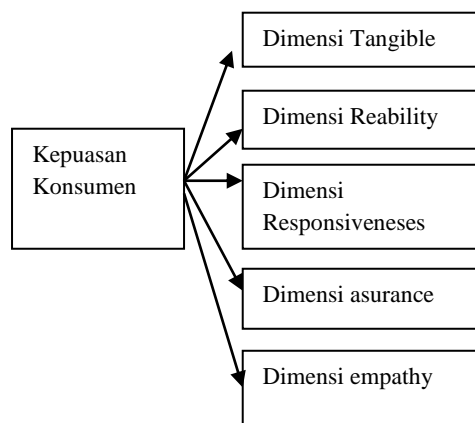 Dimensi Tangible
Dimensi Reability
Kepuasan
Konsumen
Dimensi
Responsiveneses
Dimensi asurance
Dimensi empathy